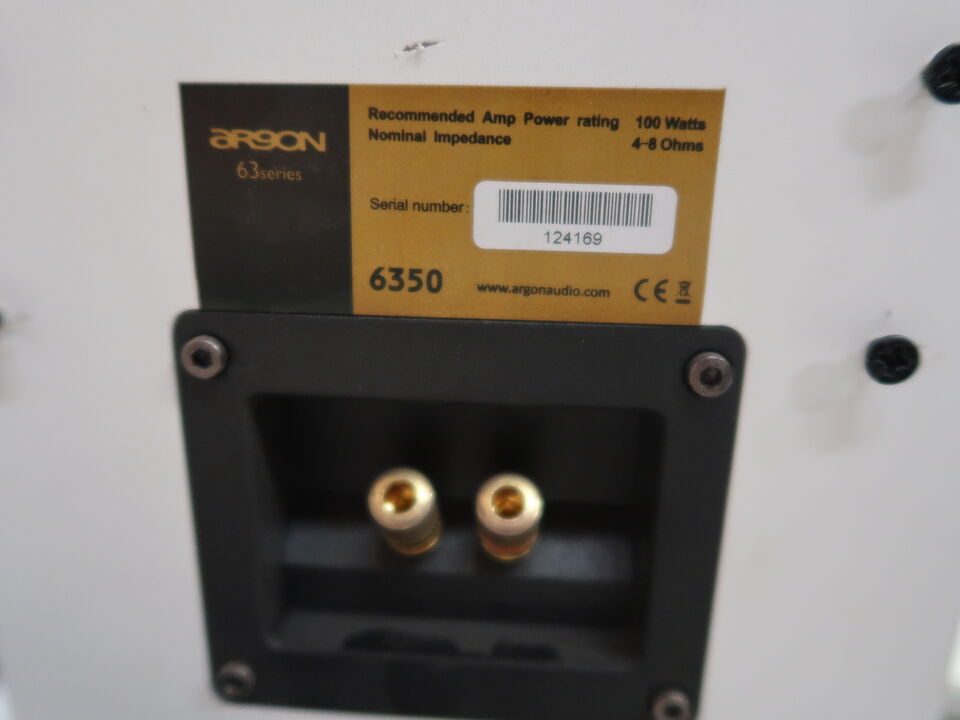 ARGON
63series
Recommended Amp Power rating 100 Watts
Nominal Impedance 4-8 Ohms
Serial number:
124169
6350 www.argonaudio.com CE